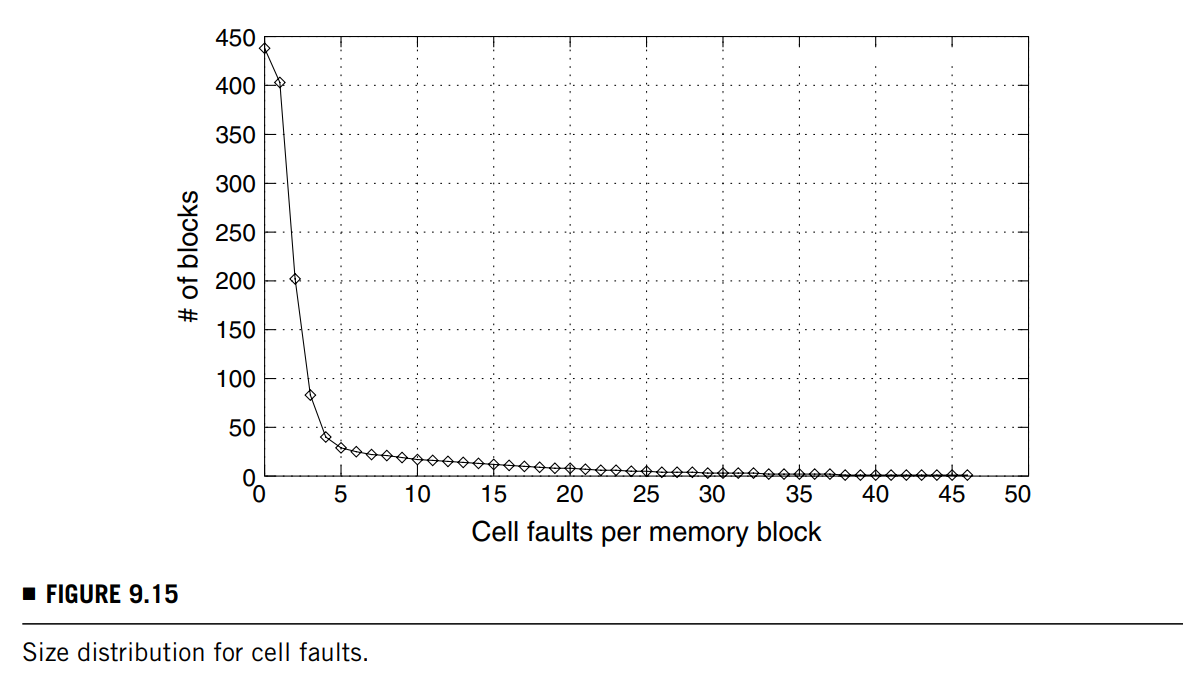 450
400
350
300
250
200
150
100
50
0
# of blocks
0 5 10 15 20 25 30 35 40 45 50
Cell faults per memory block
■ FIGURE 9.15
Size distribution for cell faults.